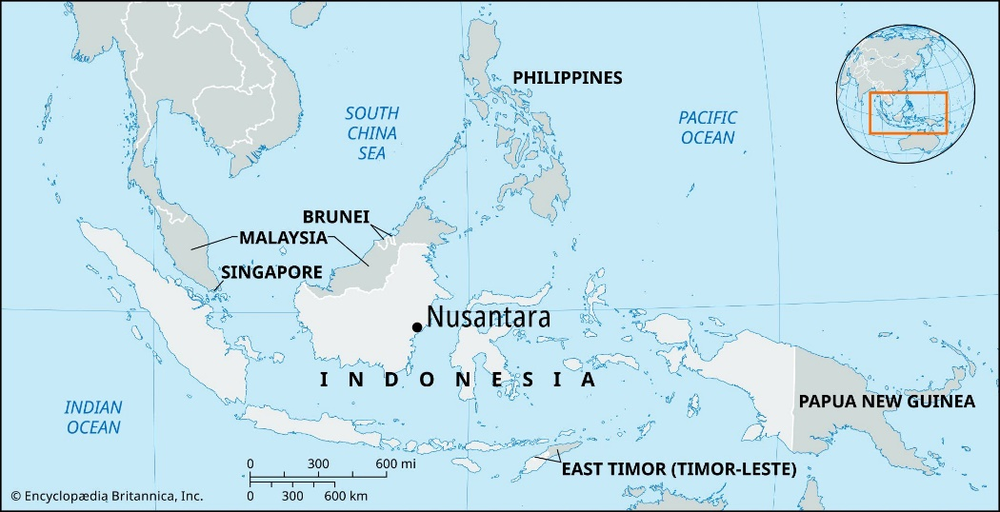 PHILIPPINES
SOUTH
CHINA
SEA
PACIFIC
OCEAN
BRUNEI
MALAYSIA
SINGAPORE
Nusantara
INDONESIA
INDIAN
OCEAN
PAPUA NEW GUINEA
0 300 600 mi
0 300 600 km
EAST TIMOR (TIMOR-LESTE)
© Encyclopædia Britannica, Inc.